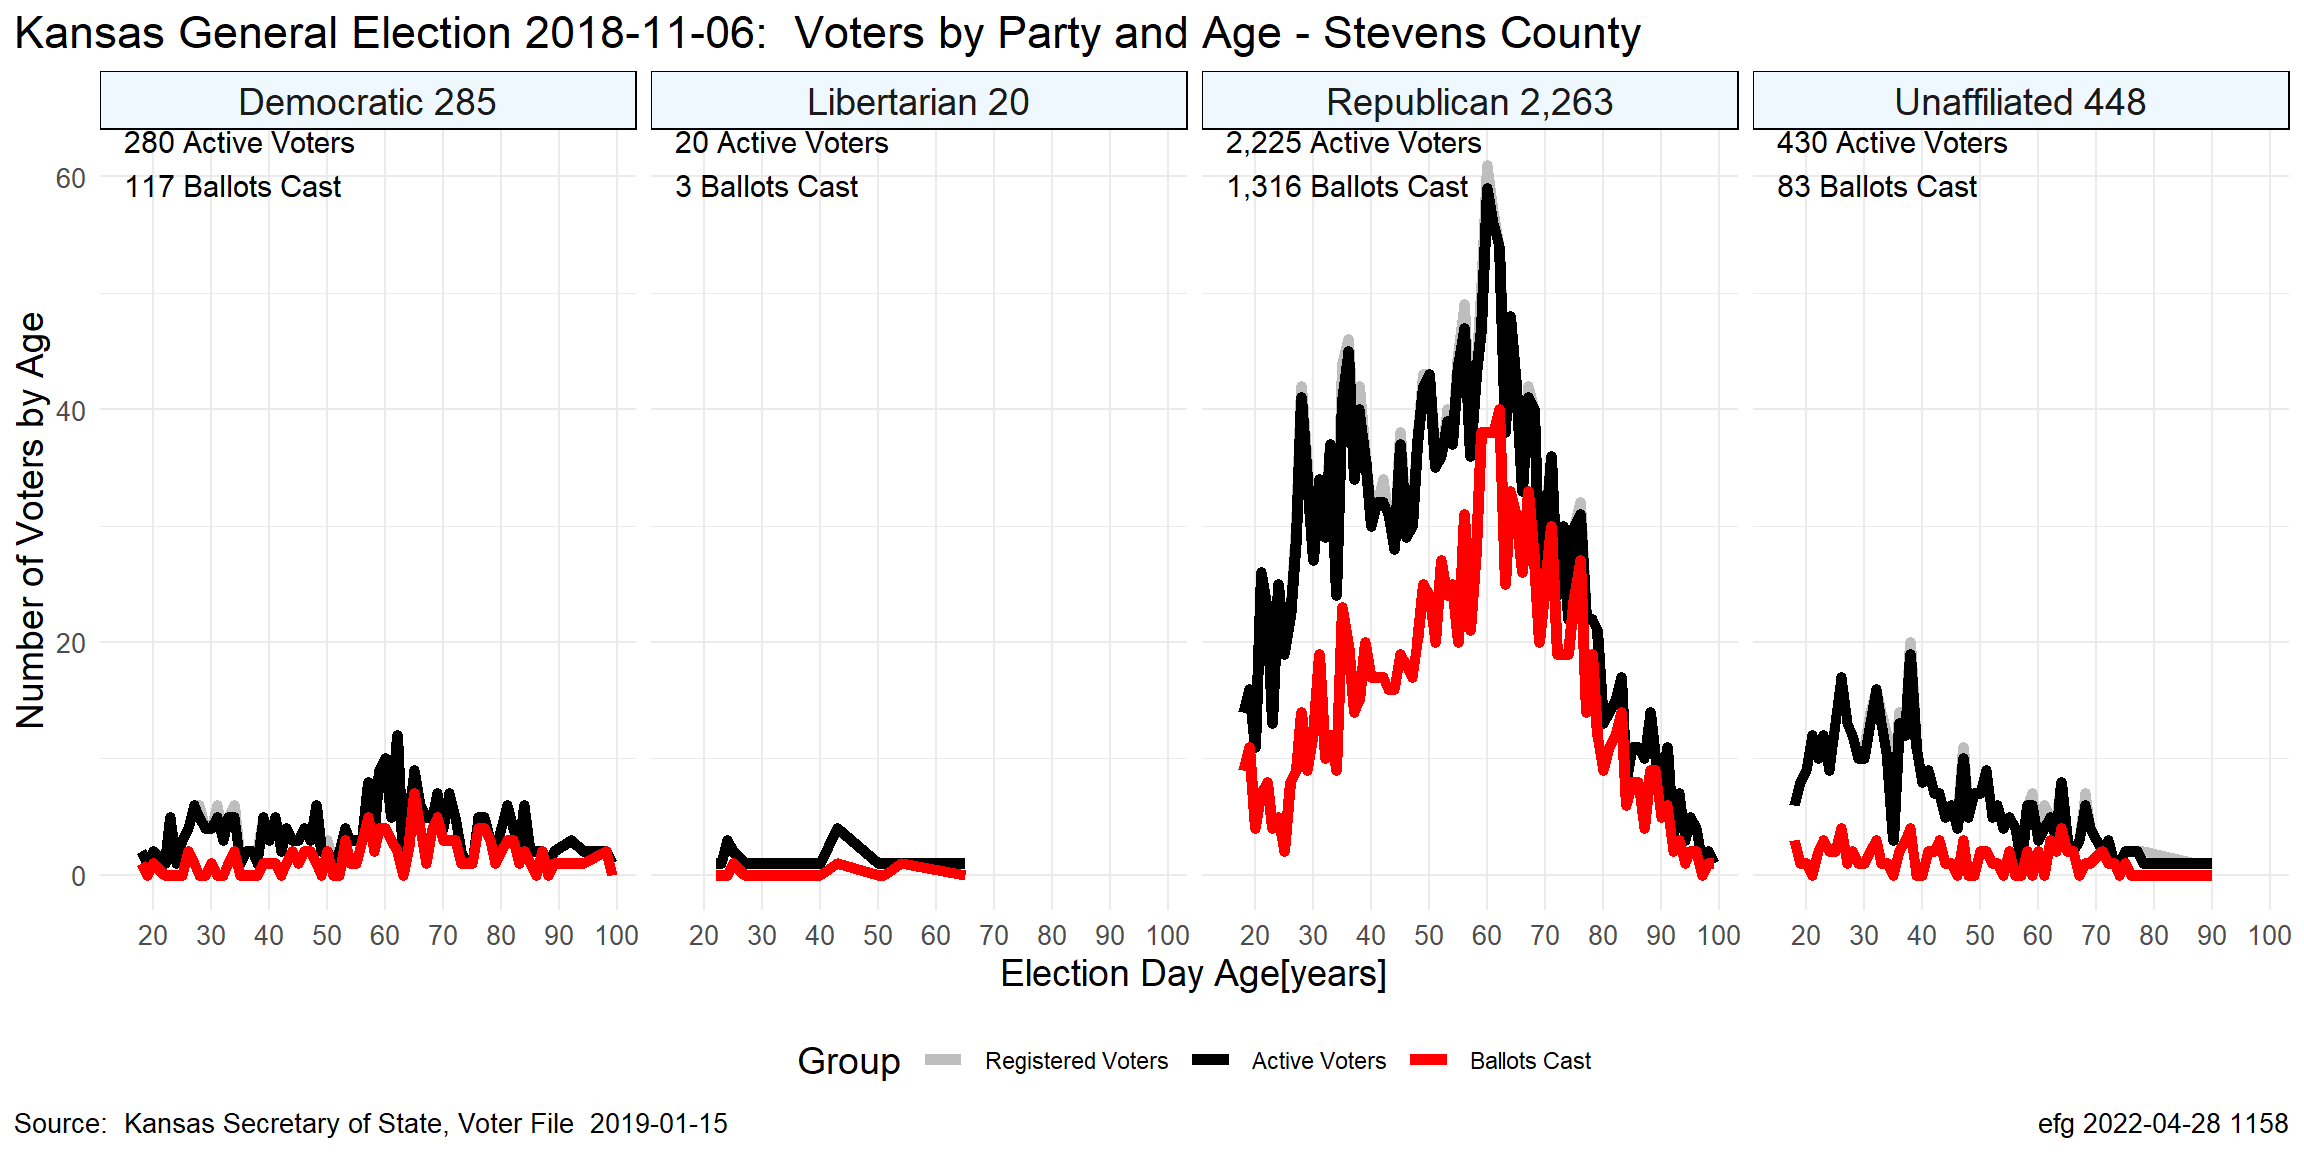 Kansas General Election 2018-11-06:  Voters by Party and Age - Stevens County
Democratic 285
Libertarian 20
Republican 2,263
Unaffiliated 448
280 Active Voters
117 Ballots Cast
20 Active Voters
3 Ballots Cast
2,225 Active Voters
1,316 Ballots Cast
430 Active Voters
83 Ballots Cast
Number of Voters by Age
60
40
20
0
20 30 40 50 60 70 80 90 100
20 30 40 50 60 70 80 90 100
20 30 40 50 60 70 80 90 100
20 30 40 50 60 70 80 90 100
Election Day Age[years]
Group Registered Voters Active Voters Ballots Cast
Source:  Kansas Secretary of State, Voter File  2019-01-15
efg 2022-04-28 1158